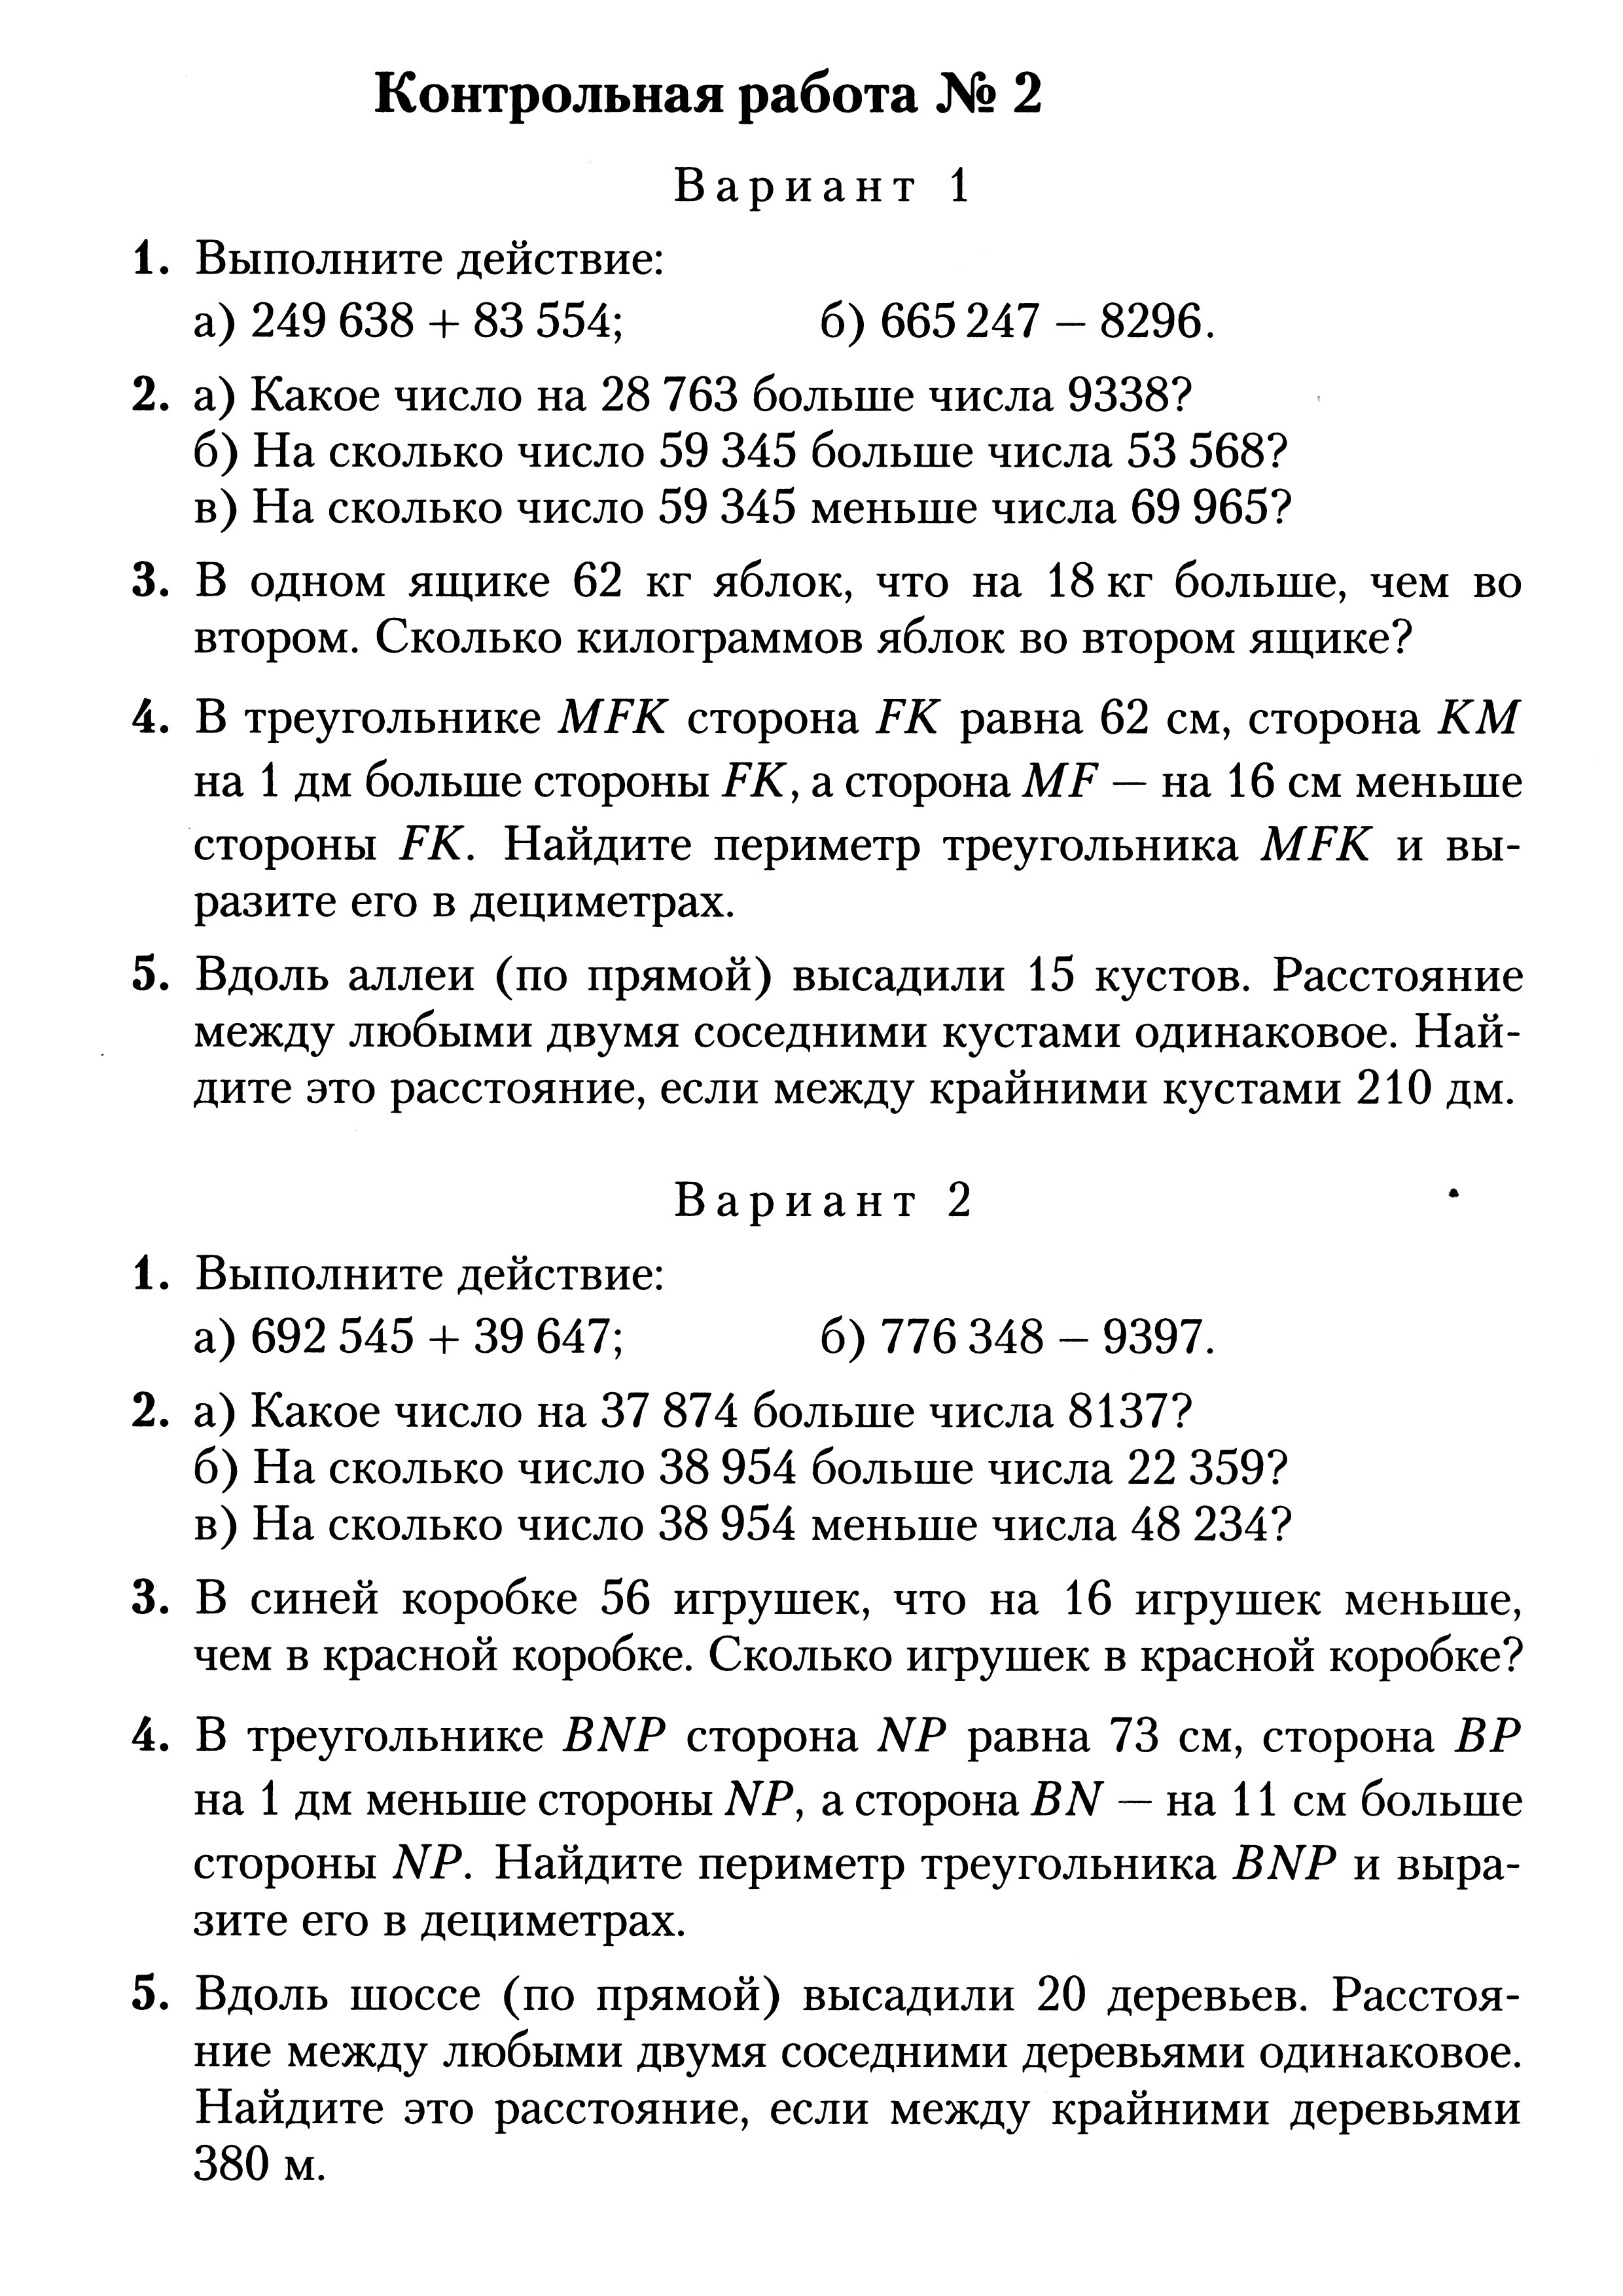 Контрольная работа № 2
Вариант 1
1. Выполните действие:
а) 249 638 + 83 554; б) 665 247 – 8296.
2. а) Какое число на 28 763 больше числа 9338?
б) На сколько число 59 345 больше числа 53 568?
в) На сколько число 59 345 меньше числа 69 965?
3. В одном ящике 62 кг яблок, что на 18 кг больше, чем во
втором. Сколько килограммов яблок во втором ящике?
4. В треугольнике MFK сторона FK равна 62 см, сторона KM
на 1 дм больше стороны FK, а сторона MF — на 16 см меньше
стороны FK. Найдите периметр треугольника MFK и вы-
разите его в дециметрах.
5. Вдоль аллеи (по прямой) высадили 15 кустов. Расстояние
между любыми двумя соседними кустами одинаковое. Най-
дите это расстояние, если между крайними кустами 210 дм.
Вариант 2
1. Выполните действие:
а) 692 545 + 39 647; б) 776 348 – 9397.
2. а) Какое число на 37 874 больше числа 8137?
б) На сколько число 38 954 больше числа 22 359?
в) На сколько число 38 954 меньше числа 48 234?
3. В синей коробке 56 игрушек, что на 16 игрушек меньше,
чем в красной коробке. Сколько игрушек в красной коробке?
4. В треугольнике BNP сторона NP равна 73 см, сторона BP
на 1 дм меньше стороны NP, а сторона BN — на 11 см больше
стороны NP. Найдите периметр треугольника BNP и выра-
зите его в дециметрах.
5. Вдоль шоссе (по прямой) высадили 20 деревьев. Расстоя-
ние между любыми двумя соседними деревьями одинаковое.
Найдите это расстояние, если между крайними деревьями
380 м.